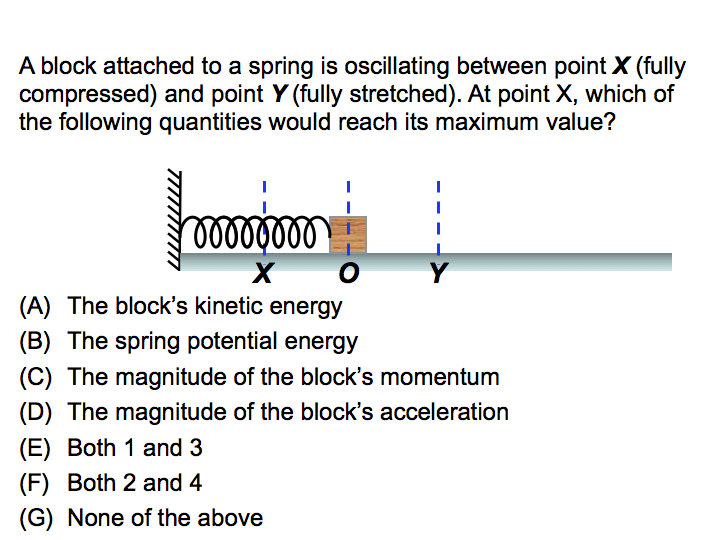 A block attached to a spring is oscillating between point X (fully
compressed) and point Y (fully stretched). At point X, which of
the following quantities would reach its maximum value?
X O Y
(A) The block’s kinetic energy
(B) The spring potential energy
(C) The magnitude of the block’s momentum
(D) The magnitude of the block’s acceleration
(E) Both 1 and 3
(F) Both 2 and 4
(G) None of the above